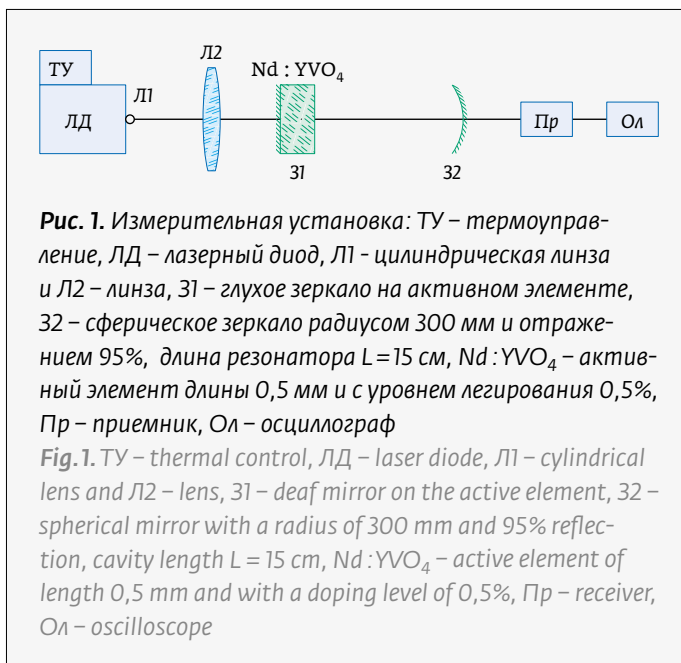 ТУ
ЛД
Л1
Л2
Nd : YVO₄
З1
З2
Пр
Ол
Рис. 1. Измерительная установка: ТУ – термоуправ-
ление, ЛД – лазерный диод, Л1 - цилиндрическая линза
и Л2 – линза, З1 – глухое зеркало на активном элементе,
З2 – сферическое зеркало радиусом 300 мм и отраже-
нием 95%, длина резонатора L = 15 см, Nd : YVO₄ – актив-
ный элемент длины 0,5 мм и с уровнем легирования 0,5%,
Пр – приемник, Ол – осциллограф
Fig.1. ТУ – thermal control, ЛД – laser diode, Л1 – cylindrical
lens and Л2 – lens, З1 – deaf mirror on the active element, З2 –
spherical mirror with a radius of 300 mm and 95% reflec-
tion, cavity length L = 15 cm, Nd : YVO₄ – active element of
length 0,5 mm and with a doping level of 0,5%, Пр – receiver,
Ол – oscilloscope